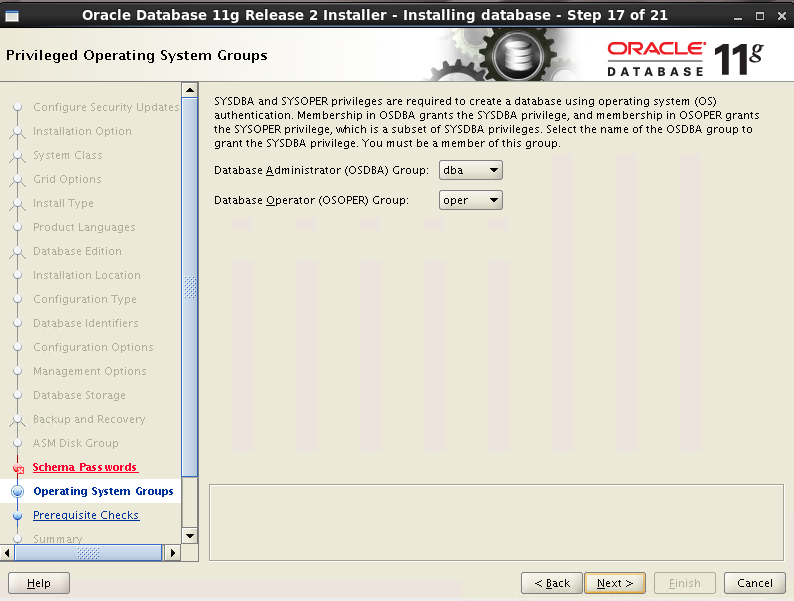 Oracle Database 11g Release 2 Installer - Installing database - Step 17 of 21
Privileged Operating System Groups
ORACLE
DATABASE
11g
Configure Security Updates
Installation Option
System Class
Grid Options
Install Type
Product Languages
Database Edition
Installation Location
Configuration Type
Database Identifiers
Configuration Options
Management Options
Database Storage
Backup and Recovery
ASM Disk Group
Schema Passwords
Operating System Groups
Prerequisite Checks
Summary
SYSDBA and SYSOPER privileges are required to create a database using operating system (OS)
authentication. Membership in OSDBA grants the SYSDBA privilege, and membership in OSOPER grants
the SYSOPER privilege, which is a subset of SYSDBA privileges. Select the name of the OSDBA group to
grant the SYSDBA privilege. You must be a member of this group.
Database Administrator (OSDBA) Group: dba
Database Operator (OSOPER) Group: oper
Help
< Back
Next >
Finish
Cancel